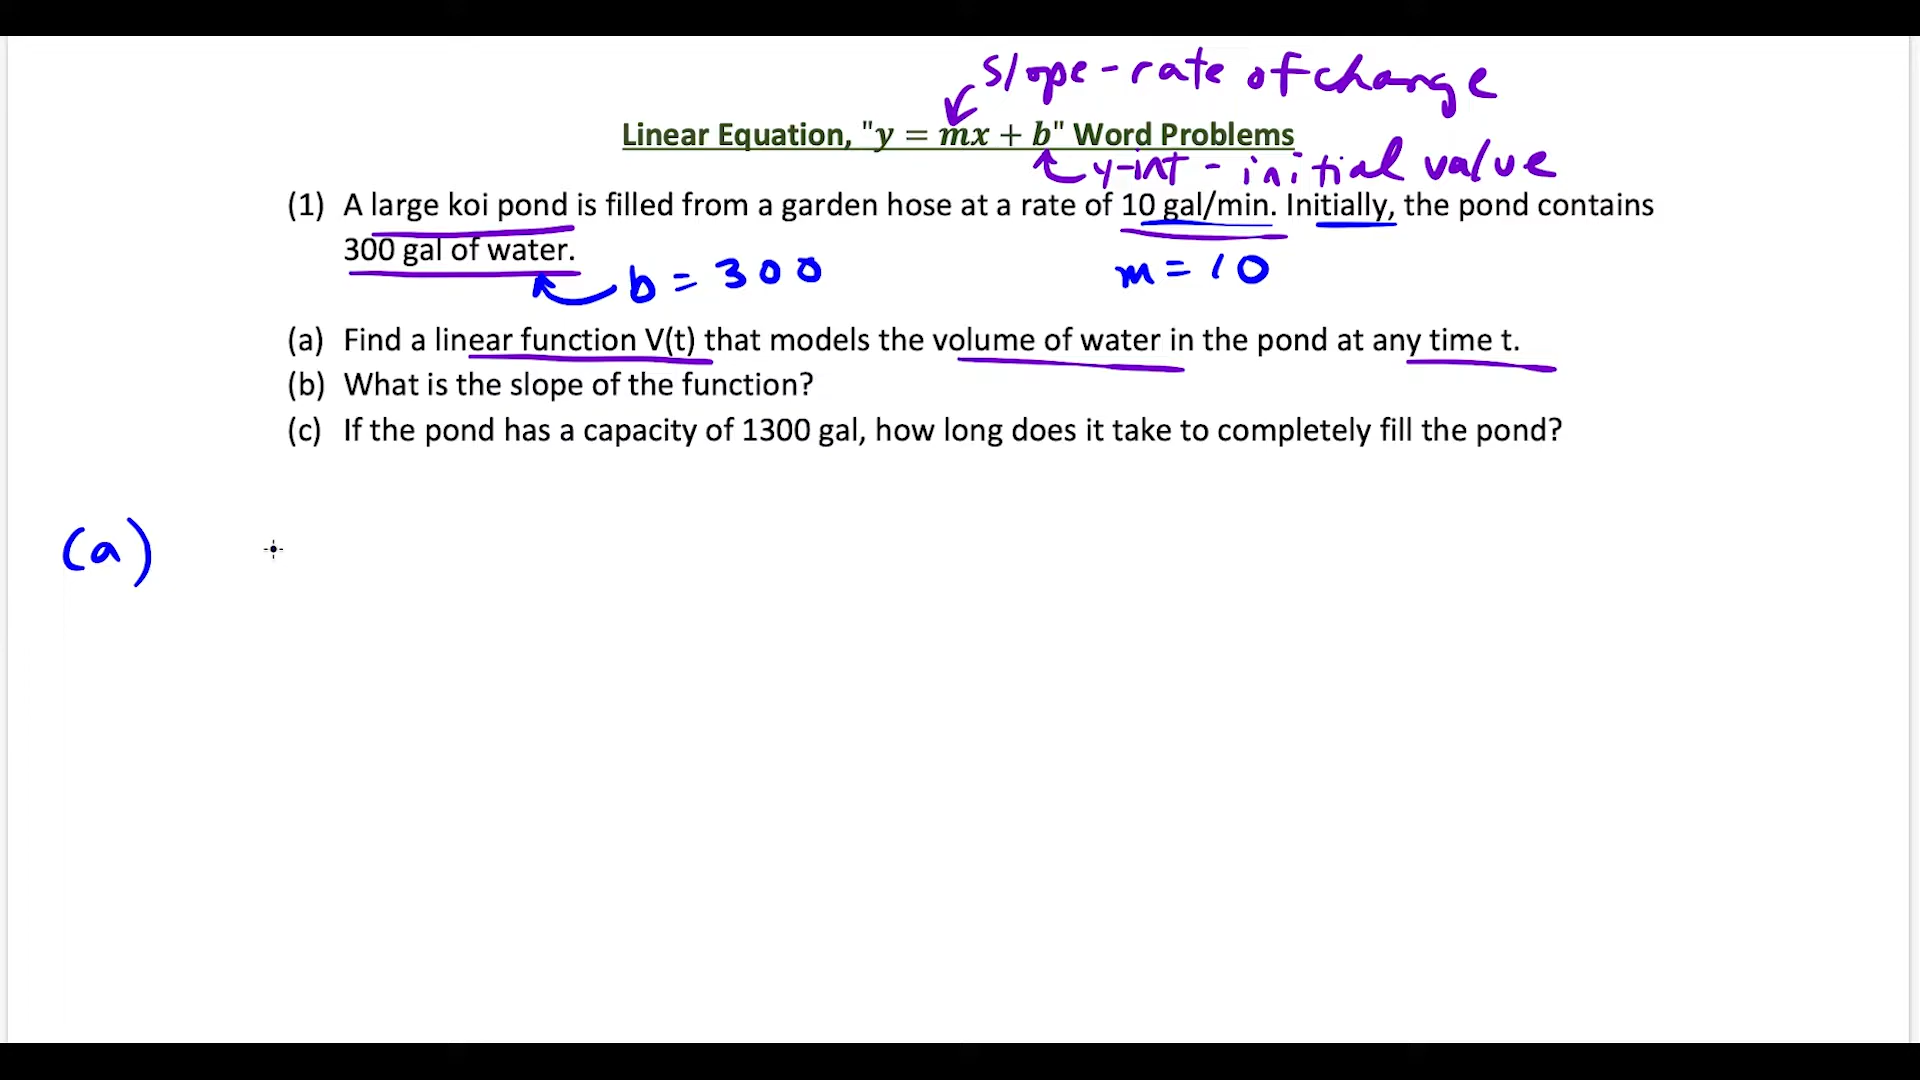 slope - rate of change
Linear Equation, "y = mx + b" Word Problems
y-int - initial value
(1) A large koi pond is filled from a garden hose at a rate of 10 gal/min. Initially, the pond contains
300 gal of water.
b = 300
m = 10
(a) Find a linear function V(t) that models the volume of water in the pond at any time t.
(b) What is the slope of the function?
(c) If the pond has a capacity of 1300 gal, how long does it take to completely fill the pond?
(a)